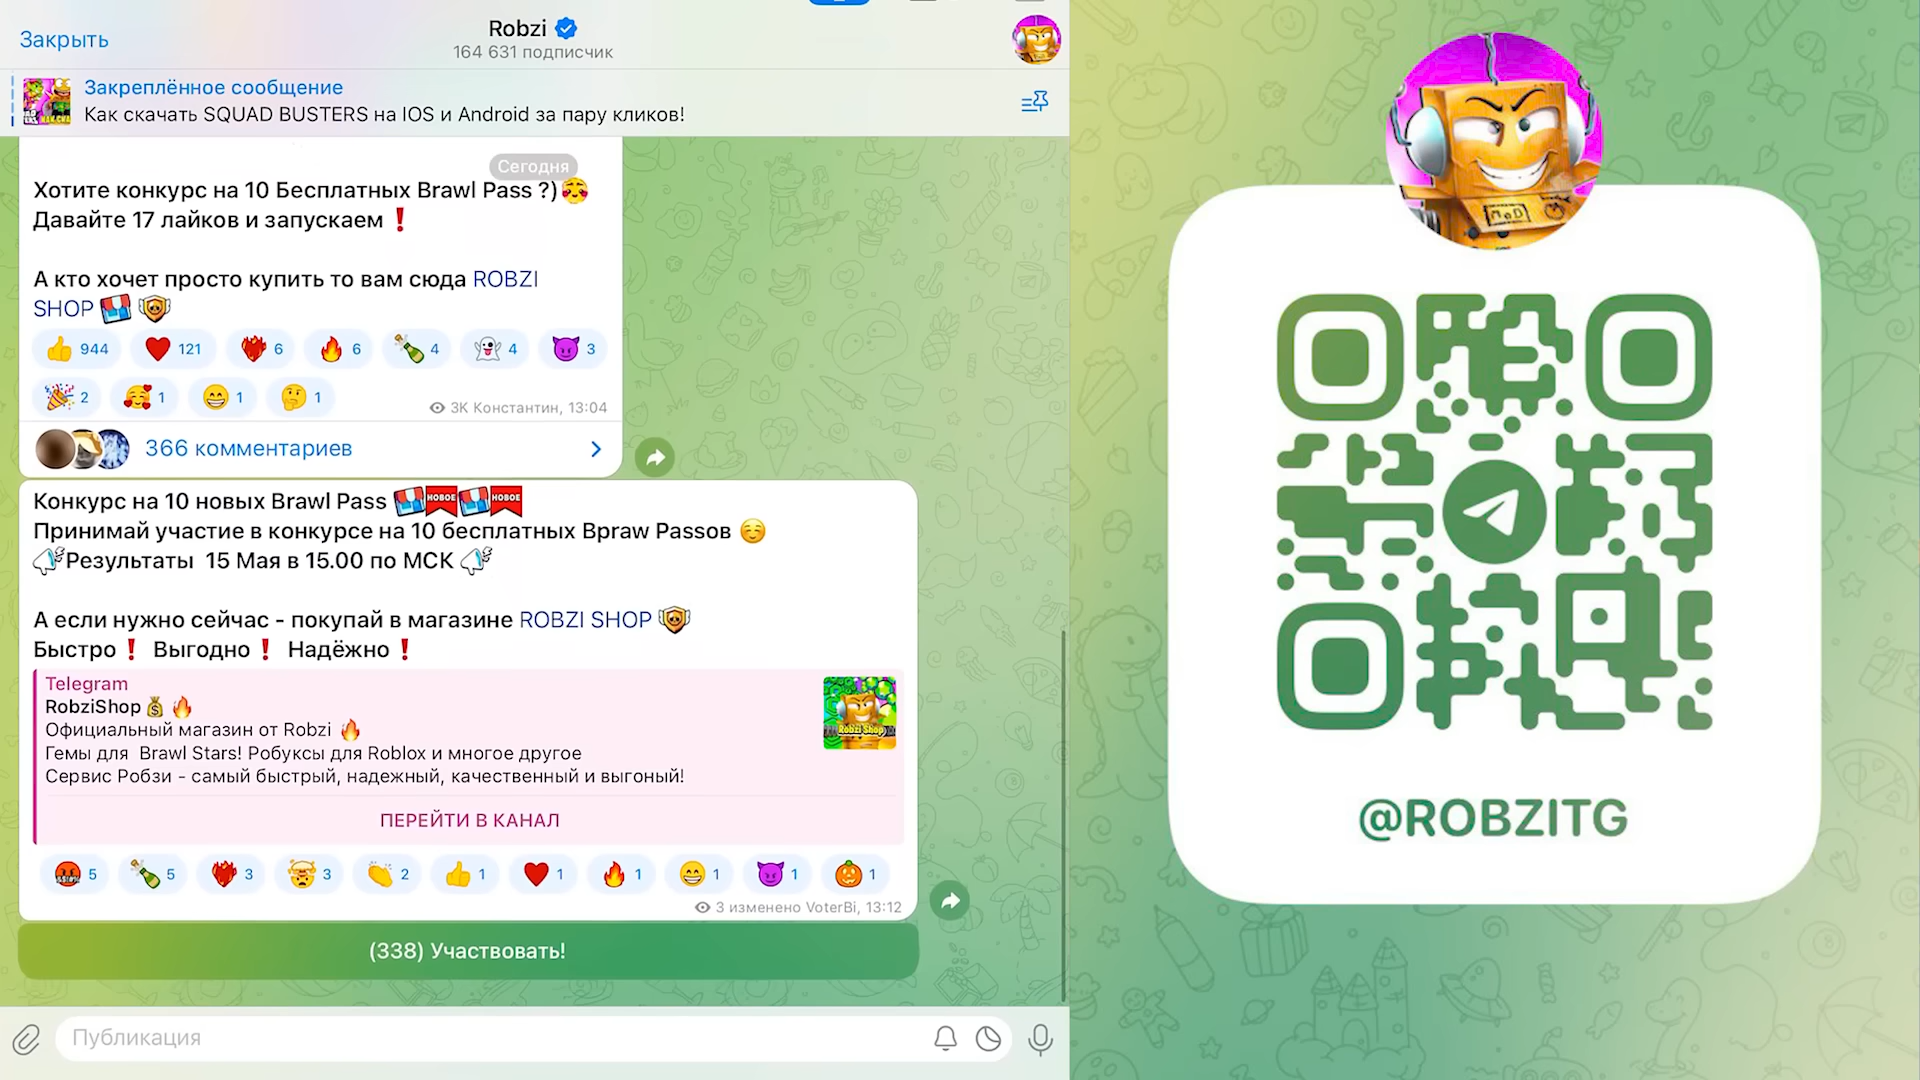 Закрыть
Robzi
164 631 подписчик
Закреплённое сообщение
Как скачать SQUAD BUSTERS на IOS и Android за пару кликов!
Сегодня
Хотите конкурс на 10 Бесплатных Brawl Pass ?)
Давайте 17 лайков и запускаем❗
А кто хочет просто купить то вам сюда ROBZI
SHOP
944 121 6 6 4 4 3
2 1 1 1
3K Константин, 13:04
366 комментариев
Конкурс на 10 новых Brawl Pass НОВОЕ НОВОЕ
Принимай участие в конкурсе на 10 бесплатных Вpraw Passов
Результаты 15 Мая в 15.00 по МСК
А если нужно сейчас - покупай в магазине ROBZI SHOP
Быстро❗ Выгодно❗ Надёжно❗
Telegram
RobziShop
Официальный магазин от Robzi
Гемы для Brawl Stars! Робуксы для Roblox и многое другое
Сервис Робзи - самый быстрый, надежный, качественный и выгоный!
Robzi Shop
ПЕРЕЙТИ В КАНАЛ
5 5 3 3 2 1 1 1 1 1 1
3 изменено VoterBi, 13:12
(338) Участвовать!
Публикация
@ROBZITG